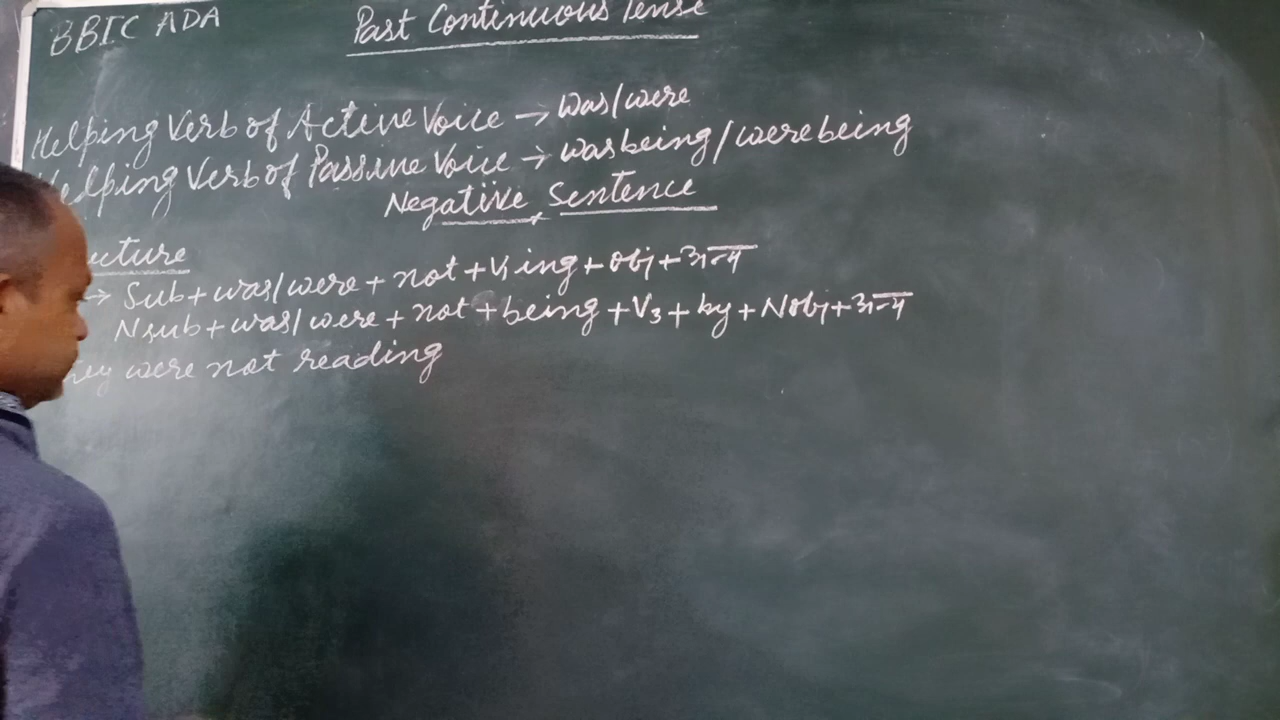 BBIC ADA
Past Continuous Tense
Helping Verb of Active Voice → was/were
Helping Verb of Passive Voice → was being/were being
Negative Sentence
ucture
→ Sub + was/were + not + V₁ ing + obj + अन्य
Nsub + was/were + not + being + V₃ + by + Nobj + अन्य
hey were not reading